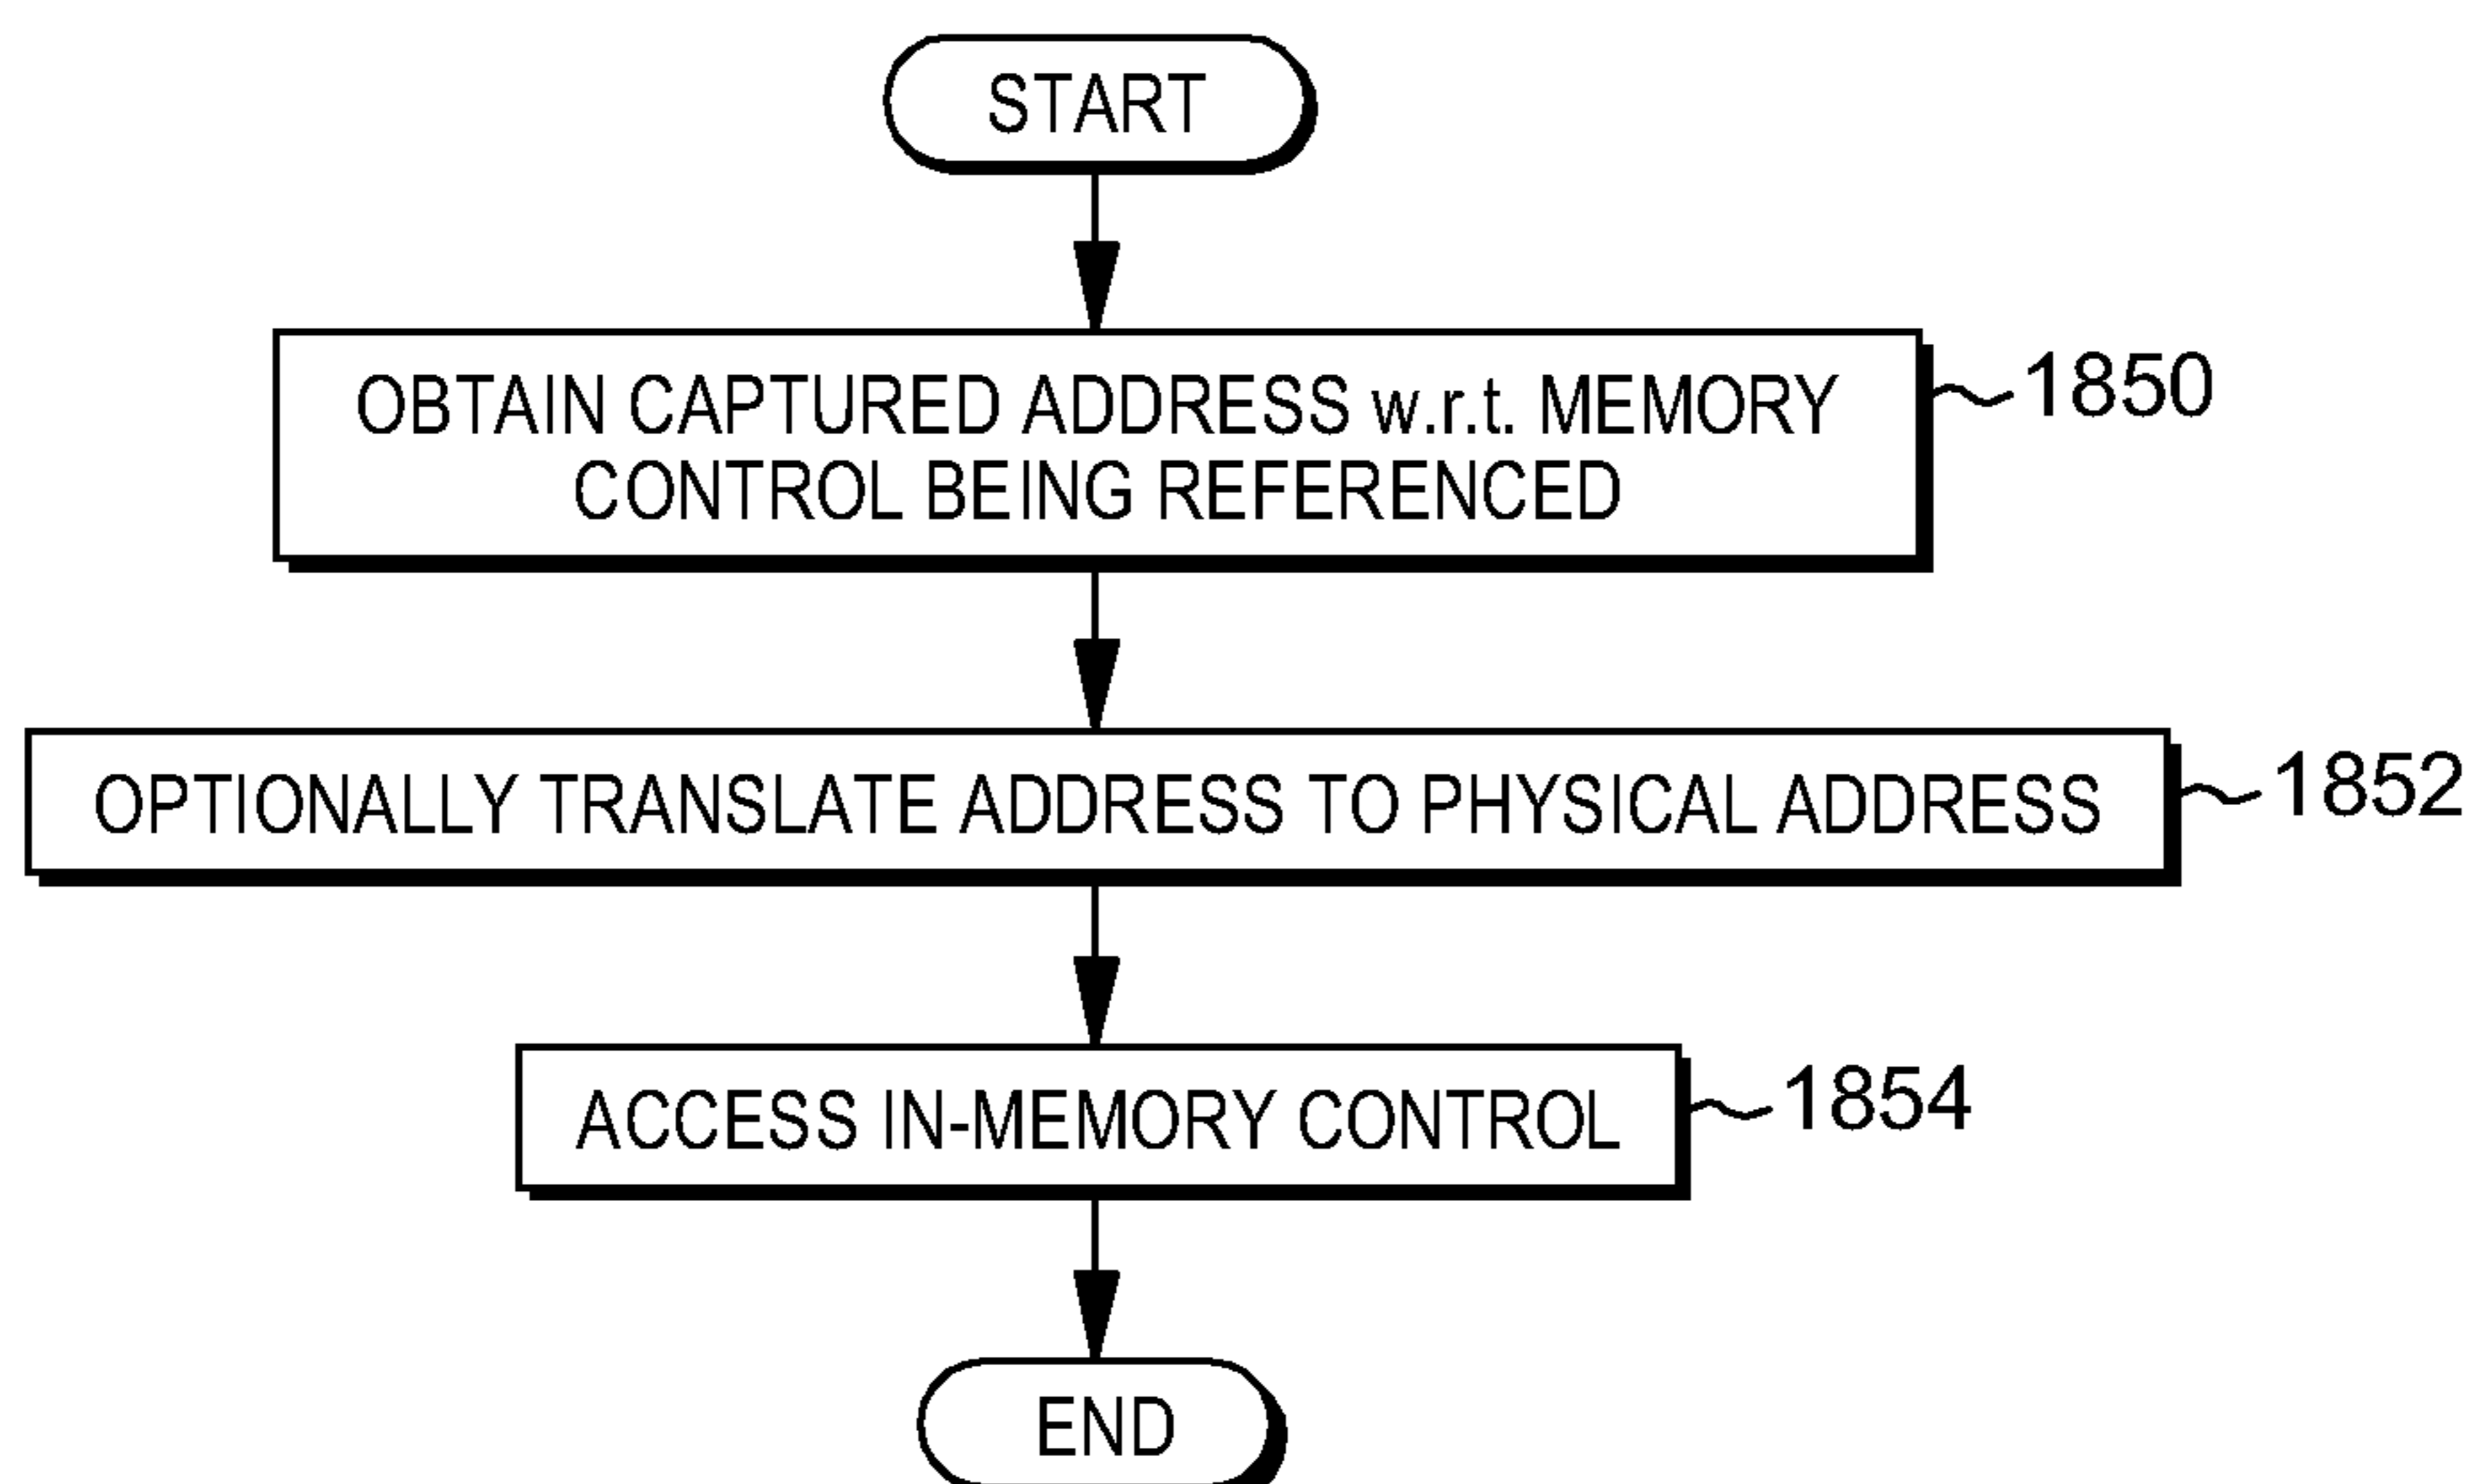 START
OBTAIN CAPTURED ADDRESS w.r.t. MEMORY
CONTROL BEING REFERENCED
1850
OPTIONALLY TRANSLATE ADDRESS TO PHYSICAL ADDRESS
1852
ACCESS IN-MEMORY CONTROL
1854
END